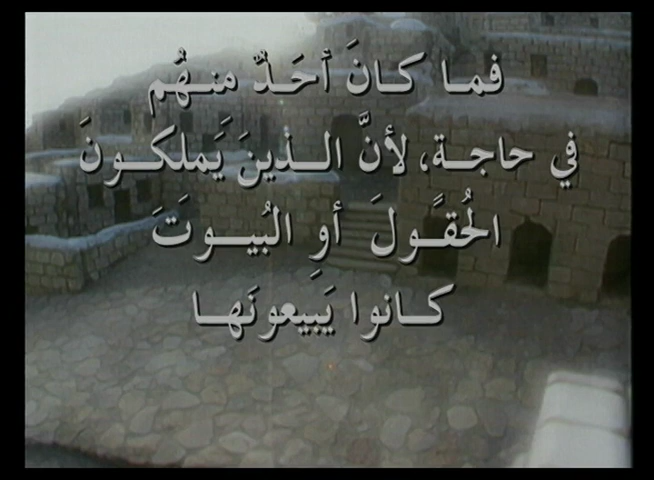 فما كانَ أحَدٌ منهُم
في حاجة، لأنَّ الذينَ يَملكونَ
الحُقولَ أو البُيوتَ
كانوا يَبيعونَها